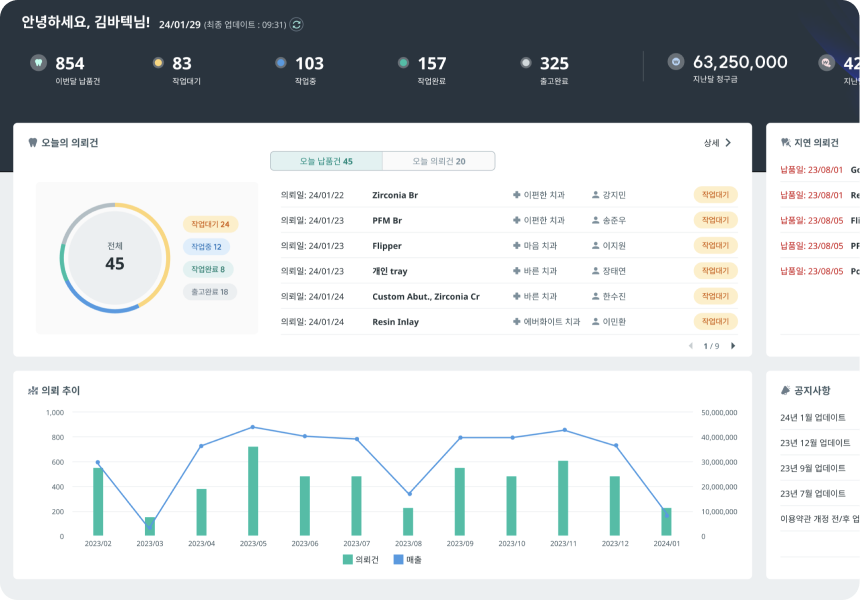 안녕하세요, 김바텍님! 24/01/29 (최종 업데이트 : 09:31)
854 83 103 157 325 63,250,000 42
이번달 납품건 작업대기 작업중 작업완료 출고완료 지난달 청구금
오늘의 의뢰건 상세
오늘 납품건 45 오늘 의뢰건 20
전체
45
작업대기 24
작업중 12
작업완료 8
출고완료 18
의뢰일: 24/01/22 Zirconia Br 이편한 치과 강지민 작업대기
의뢰일: 24/01/23 PFM Br 이편한 치과 송준우 작업대기
의뢰일: 24/01/23 Flipper 마음 치과 이지원 작업대기
의뢰일: 24/01/23 개인 tray 바른 치과 장태연 작업대기
의뢰일: 24/01/24 Custom Abut., Zirconia Cr 바른 치과 한수진 작업대기
의뢰일: 24/01/24 Resin Inlay 에버화이트 치과 이민환 작업대기
1 / 9
지연 의뢰건
납품일: 23/08/01 Go
납품일: 23/08/01 Re
납품일: 23/08/05 Fli
납품일: 23/08/05 PF
납품일: 23/08/05 Po
의뢰 추이
1,000 50,000,000
800 40,000,000
600 30,000,000
400 20,000,000
200 10,000,000
0 0
2023/02 2023/03 2023/04 2023/05 2023/06 2023/07 2023/08 2023/09 2023/10 2023/11 2023/12 2024/01
의뢰건 매출
공지사항
24년 1월 업데이트
23년 12월 업데이트
23년 9월 업데이트
23년 7월 업데이트
이용약관 개정 전/후 업